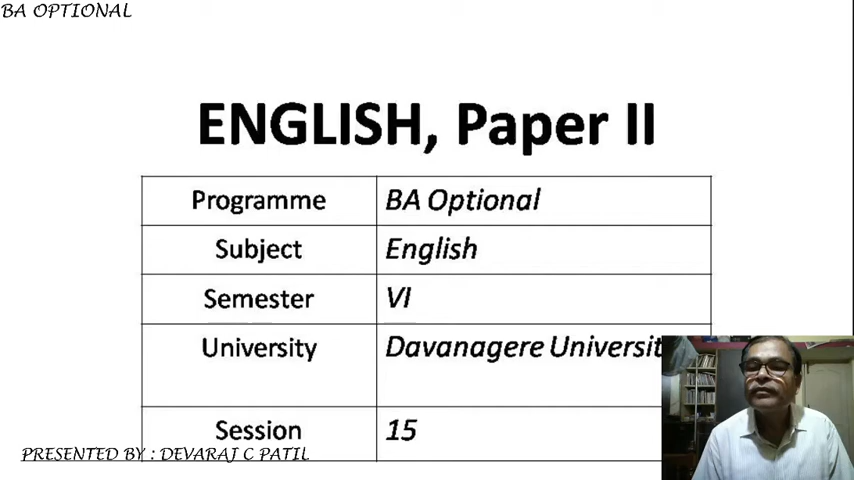 BA OPTIONAL
ENGLISH, Paper II
Programme BA Optional
Subject English
Semester VI
University Davanagere Universit
Session 15
PRESENTED BY : DEVARAJ C PATIL